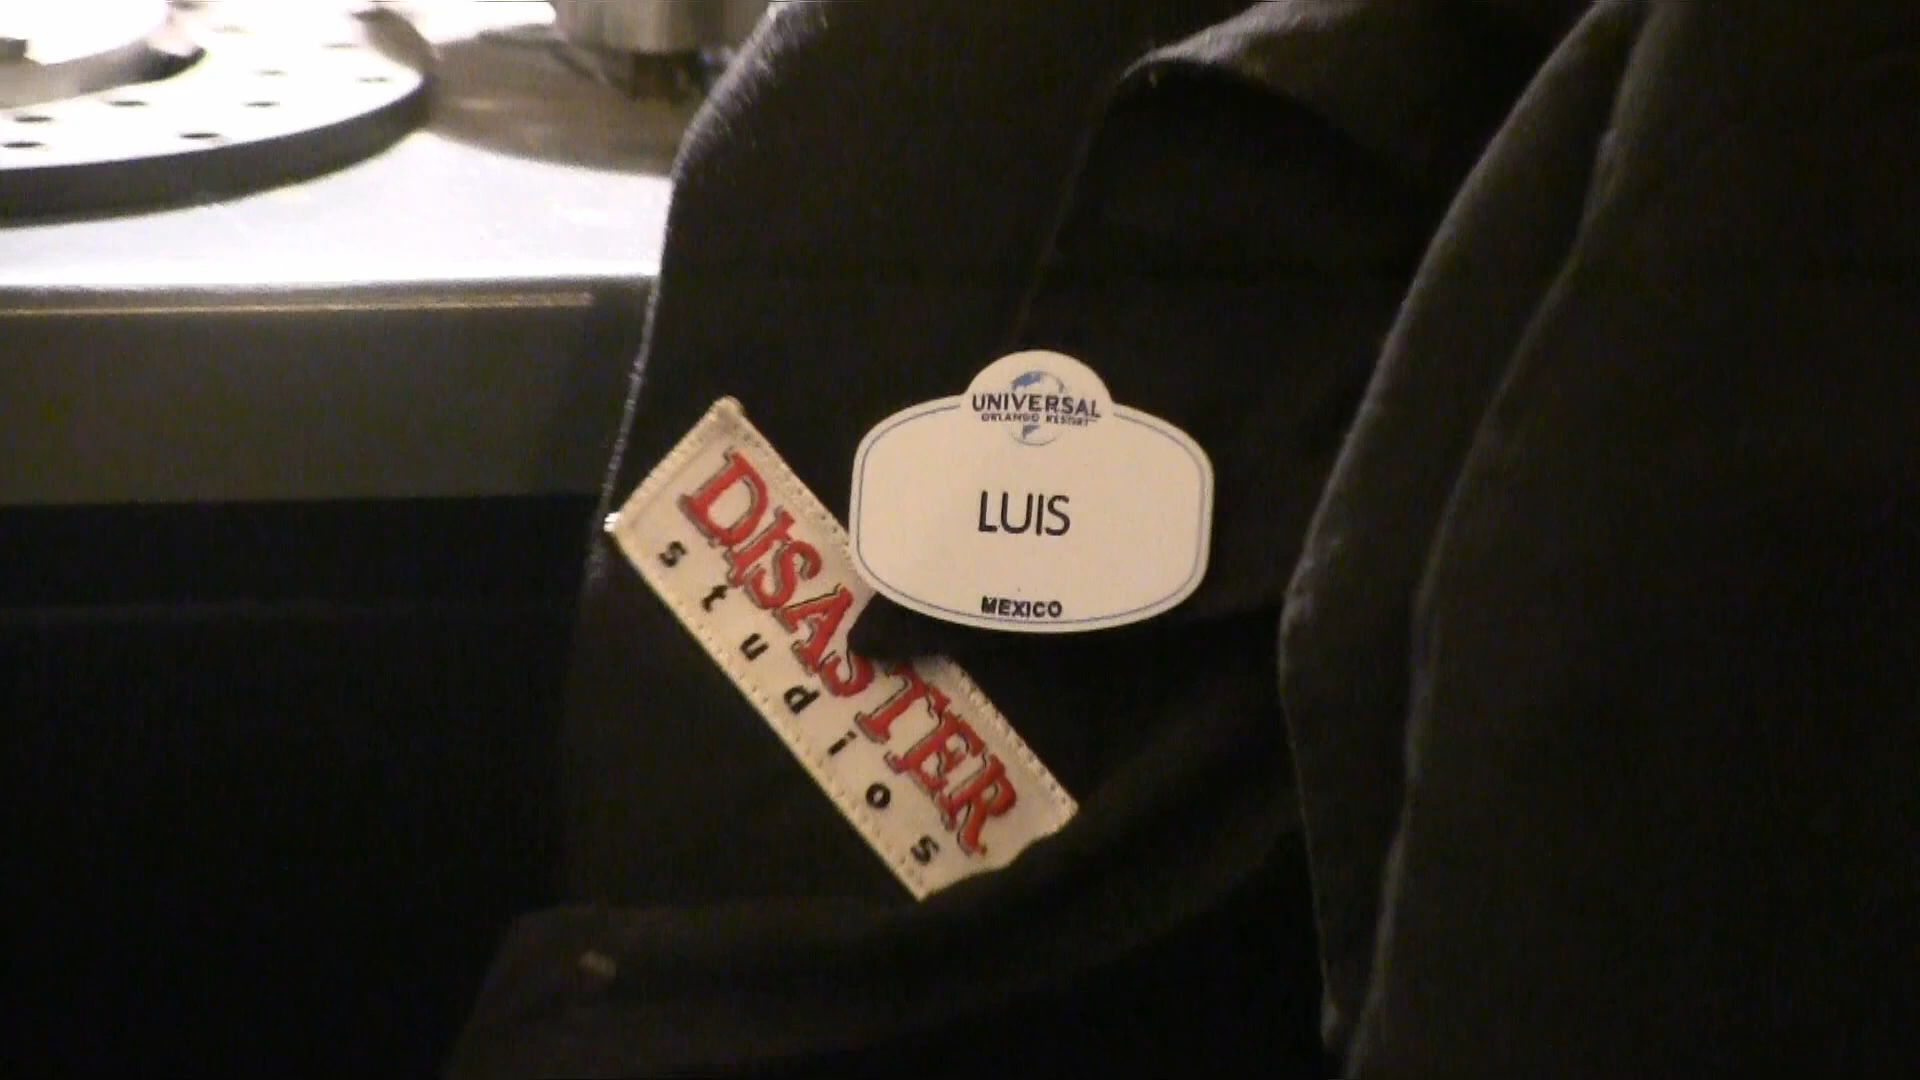 UNIVERSAL
ORLANDO RESORT
LUIS
MEXICO
DISASTER
studios